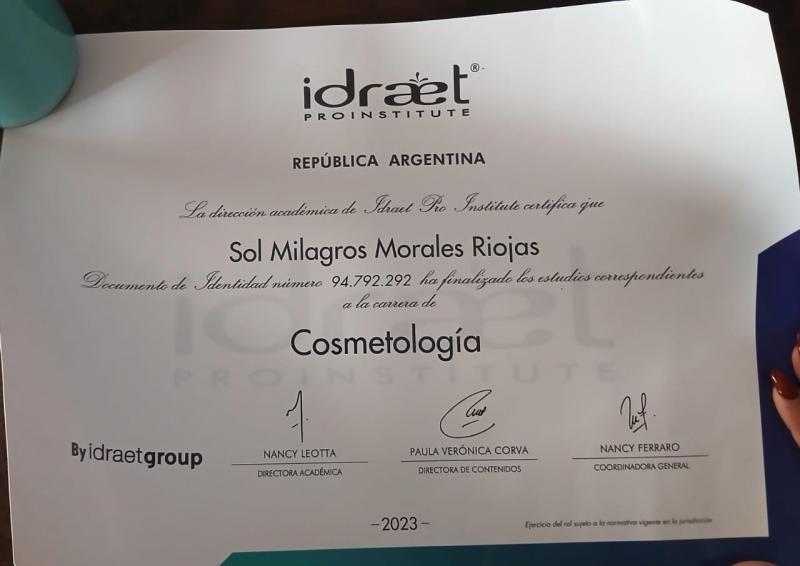 idraet®
PROINSTITUTE
REPÚBLICA ARGENTINA
La dirección académica de Idraet Pro Institute certifica que
Sol Milagros Morales Riojas
Documento de Identidad número 94.792.292 ha finalizado los estudios correspondientes
a la carrera de
Cosmetología
idraet
PROINSTITUTE
By idraetgroup
NANCY LEOTTA
DIRECTORA ACADÉMICA
PAULA VERÓNICA CORVA
DIRECTORA DE CONTENIDOS
NANCY FERRARO
COORDINADORA GENERAL
-2023-
Ejercicio del rol sujeto a la normativa vigente en la jurisdicción